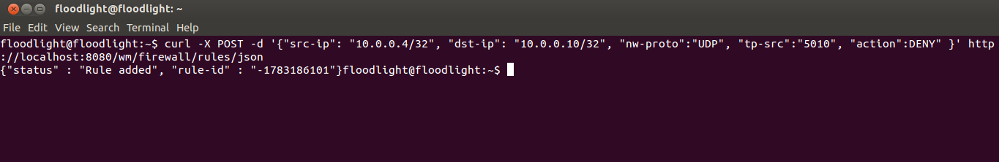 floodlight@floodlight: ~
File Edit View Search Terminal Help
floodlight@floodlight:~$ curl -X POST -d '{"src-ip": "10.0.0.4/32", "dst-ip": "10.0.0.10/32", "nw-proto":"UDP", "tp-src":"5010", "action":DENY" }' http
://localhost:8080/wm/firewall/rules/json
{"status" : "Rule added", "rule-id" : "-1783186101"}floodlight@floodlight:~$